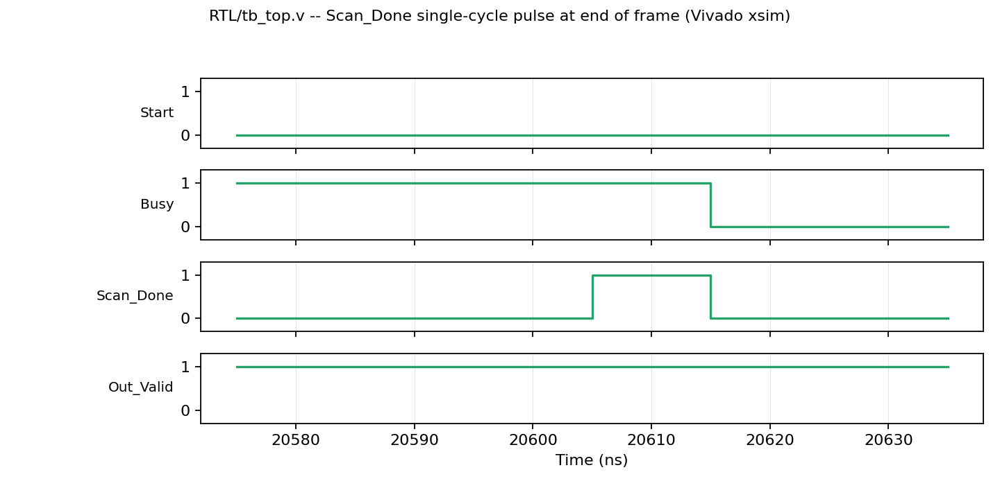 RTL/tb_top.v -- Scan_Done single-cycle pulse at end of frame (Vivado xsim)
1
Start
0
1
Busy
0
1
Scan_Done
0
1
Out_Valid
0
20580 20590 20600 20610 20620 20630
Time (ns)